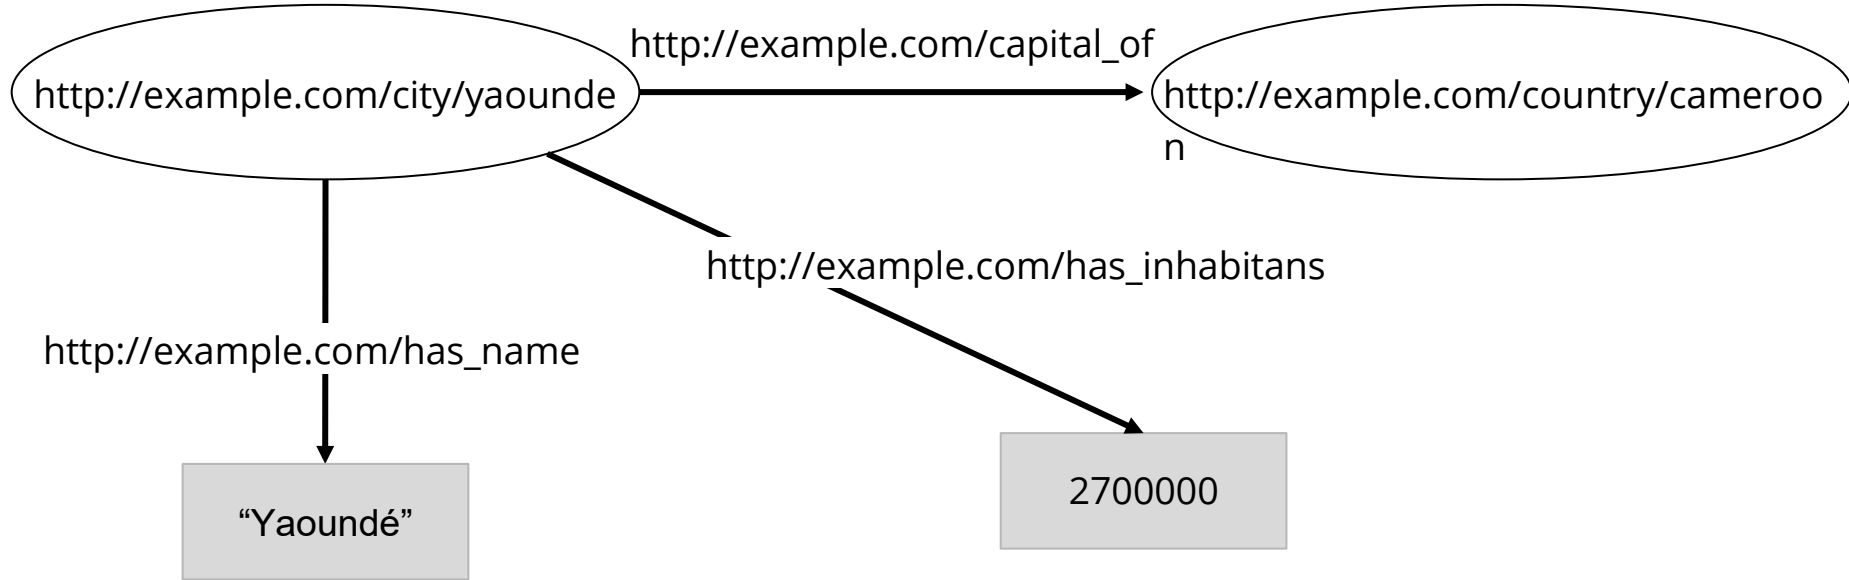 http://example.com/capital_of
http://example.com/city/yaounde
http://example.com/country/cameroo
n
http://example.com/has_inhabitans
http://example.com/has_name
2700000
“Yaoundé”